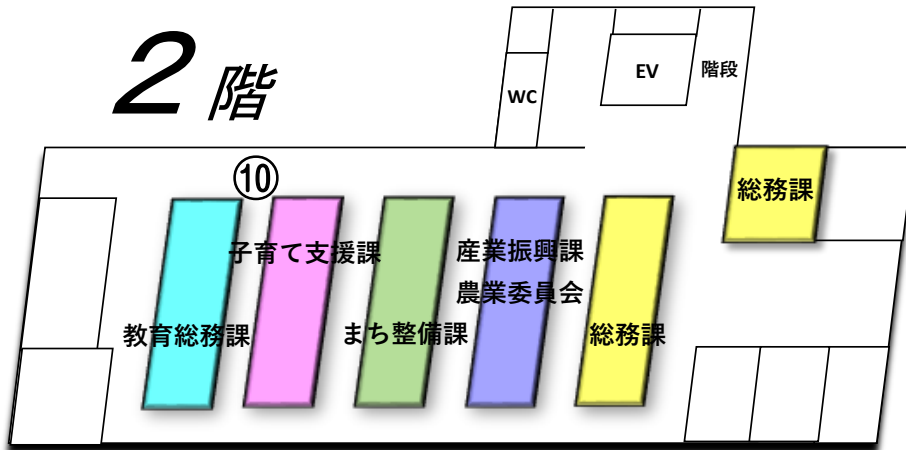 2階
WC
EV
階段
⑩
総務課
子育て支援課
産業振興課
農業委員会
教育総務課
まち整備課
総務課